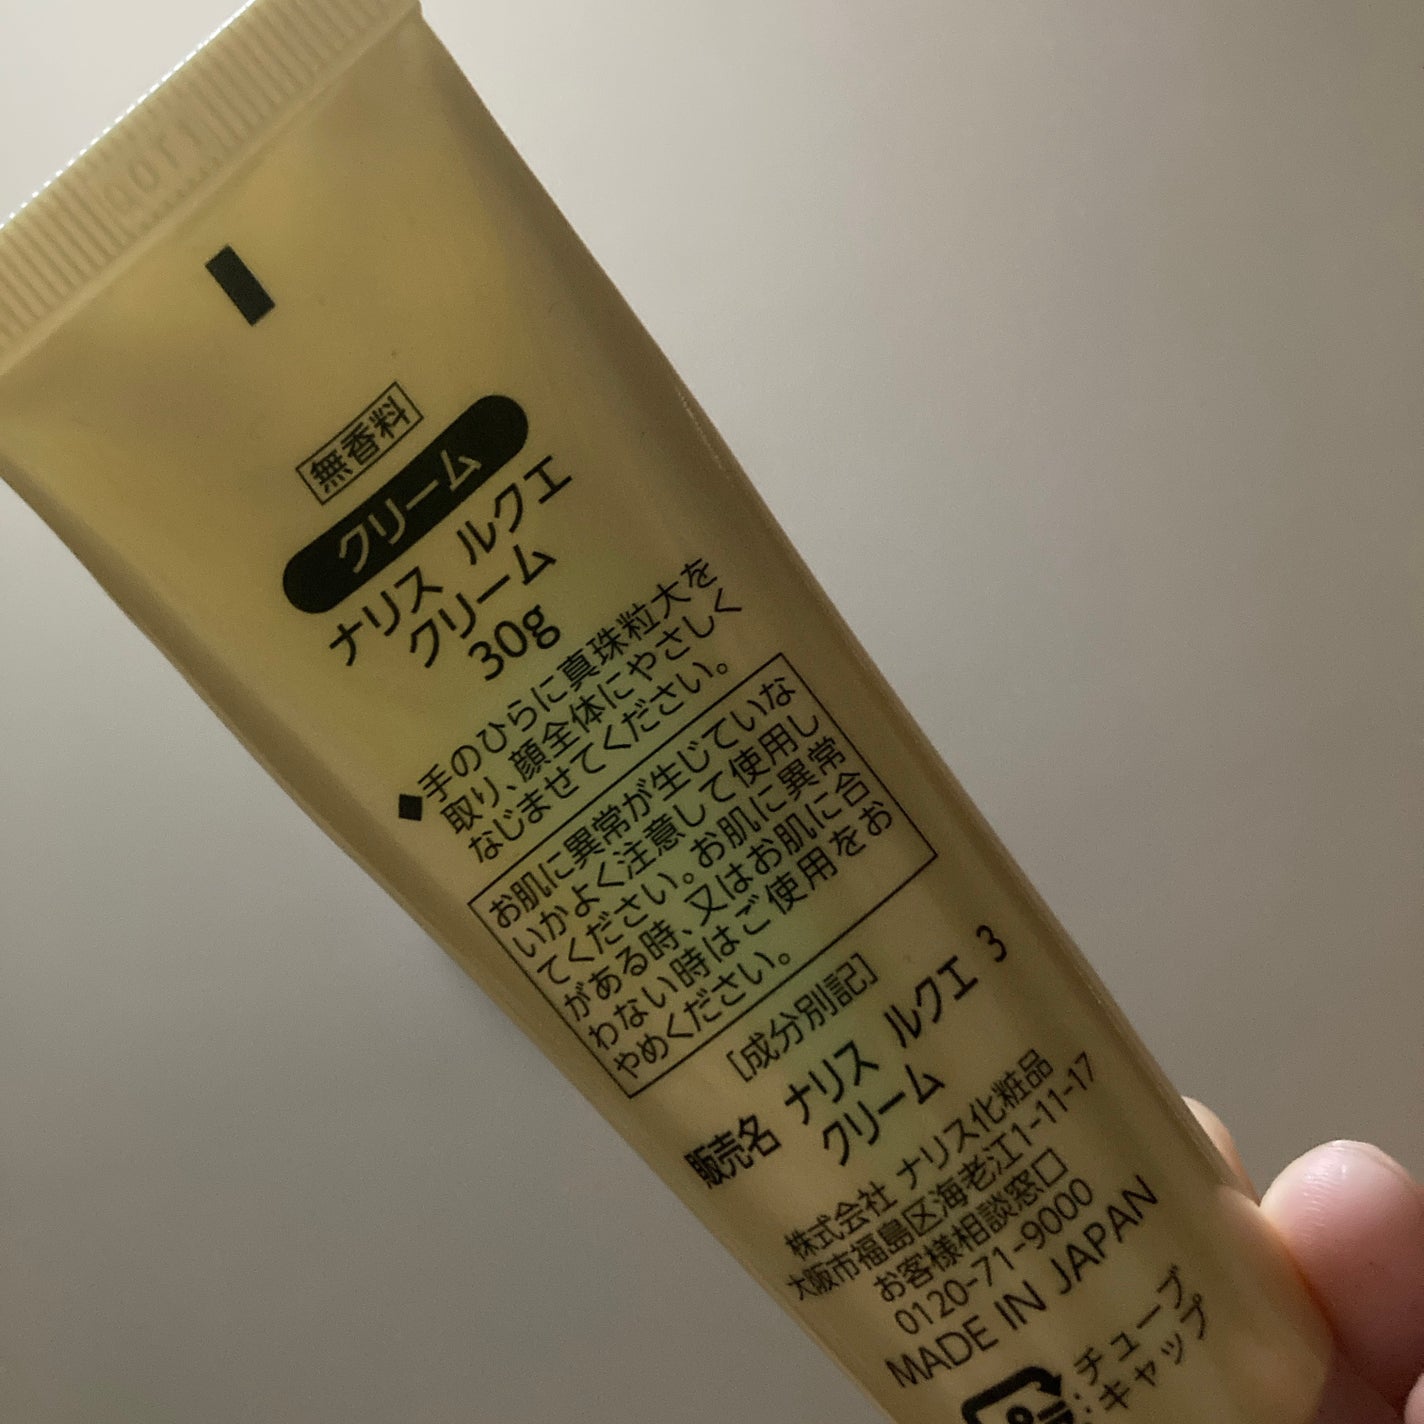 無香料
クリーム
ナリス ルクエ
クリーム
30g
◆手のひらに真珠粒大を
取り、顔全体にやさしく
なじませてください。
お肌に異常が生じていな
いかよく注意して使用し
てください。お肌に異常
がある時、又はお肌に合
わない時はご使用をお
やめください。
[成分別記]
販売名 ナリス ルクエ 3
クリーム
株式会社 ナリス化粧品
大阪市福島区海老江1-11-17
お客様相談窓口
0120-71-9000
MADE IN JAPAN
:チューブ
:キャップ